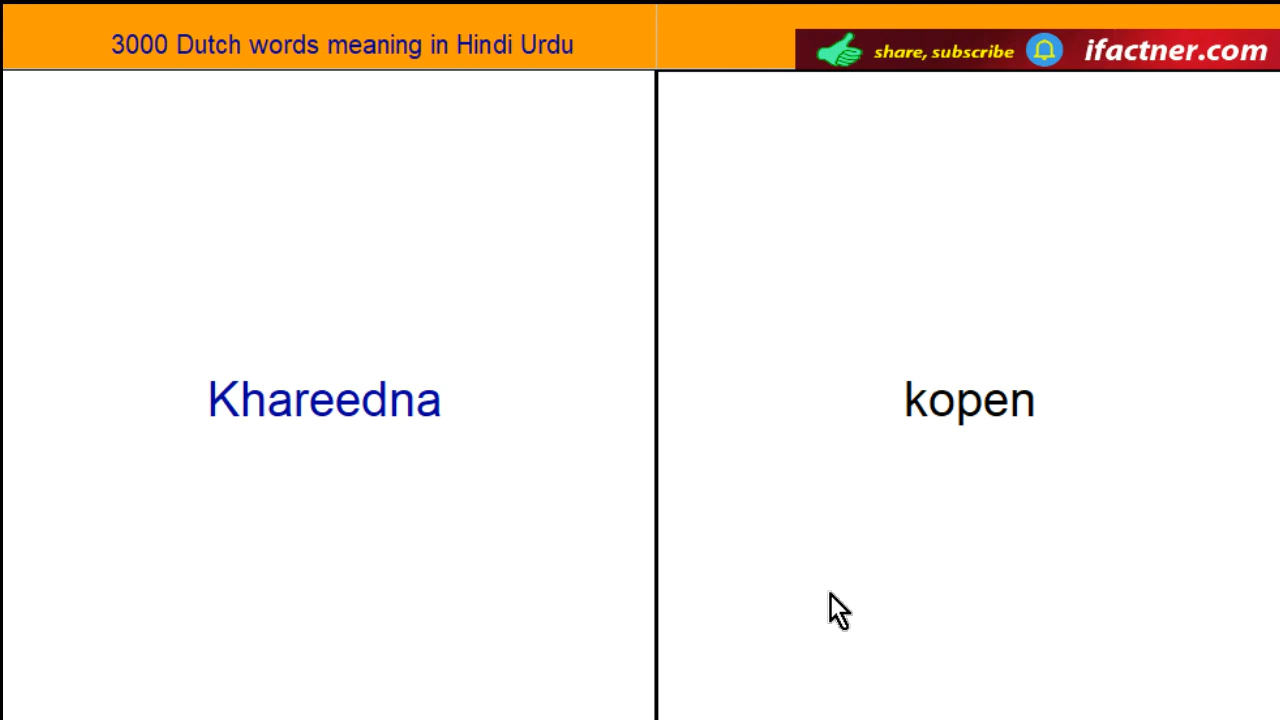 3000 Dutch words meaning in Hindi Urdu
share, subscribe
ifactner.com
Khareedna
kopen